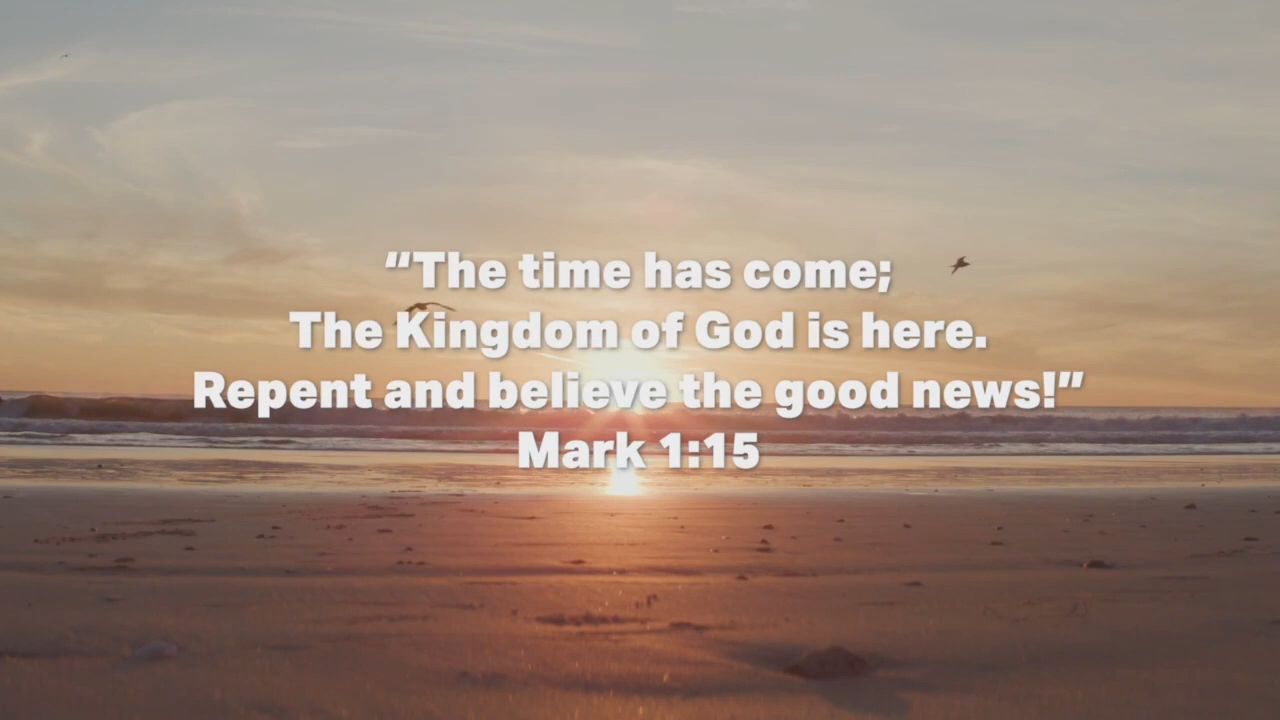 “The time has come;
The Kingdom of God is here.
Repent and believe the good news!”
Mark 1:15